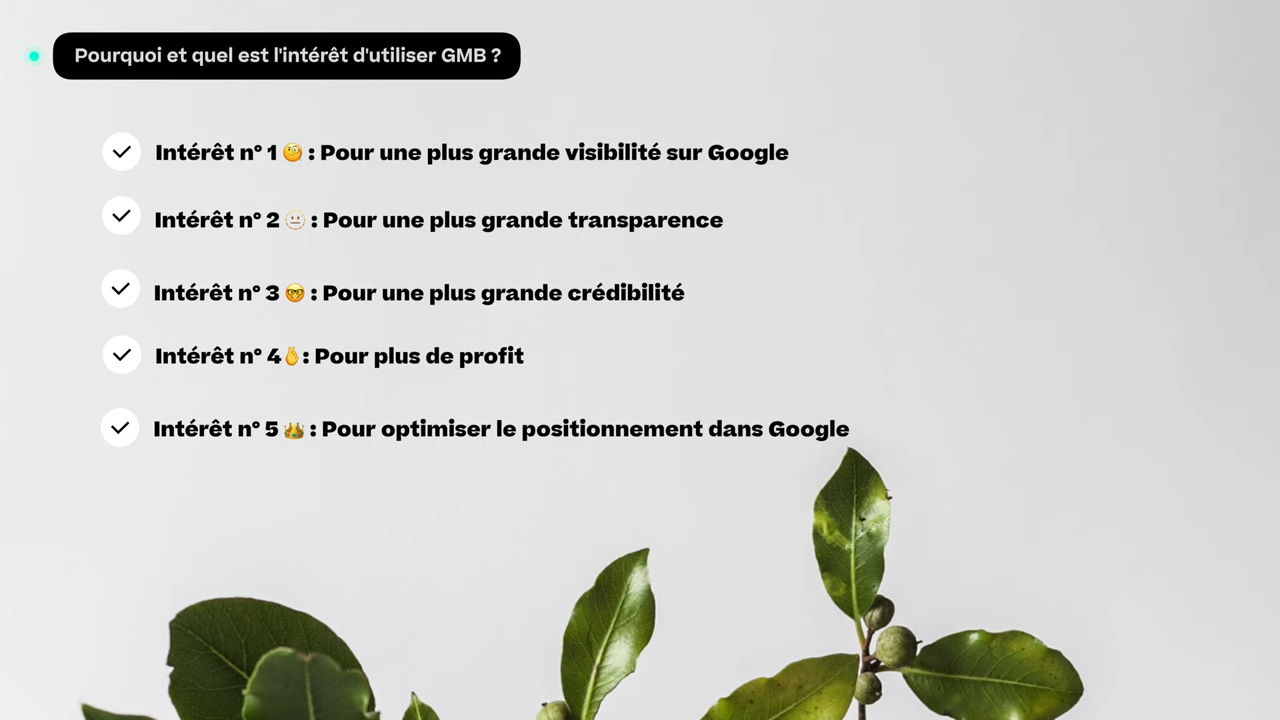 Pourquoi et quel est l'intérêt d'utiliser GMB ?
Intérêt n° 1 🧐 : Pour une plus grande visibilité sur Google
Intérêt n° 2 🫥 : Pour une plus grande transparence
Intérêt n° 3 🤓 : Pour une plus grande crédibilité
Intérêt n° 4🫰: Pour plus de profit
Intérêt n° 5 👑 : Pour optimiser le positionnement dans Google